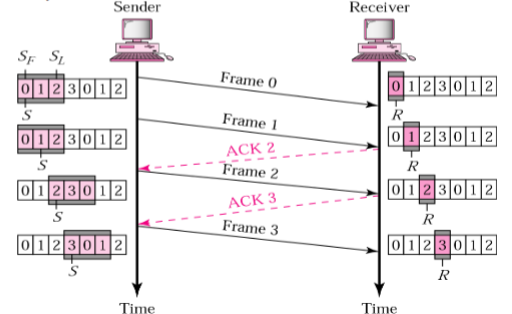 Sender
Receiver
S_F S_L
0 1 2 3 0 1 2
S
Frame 0
0 1 2 3 0 1 2
R
0 1 2 3 0 1 2
S
Frame 1
0 1 2 3 0 1 2
R
ACK 2
0 1 2 3 0 1 2
S
Frame 2
0 1 2 3 0 1 2
R
ACK 3
0 1 2 3 0 1 2
S
Frame 3
0 1 2 3 0 1 2
R
Time
Time